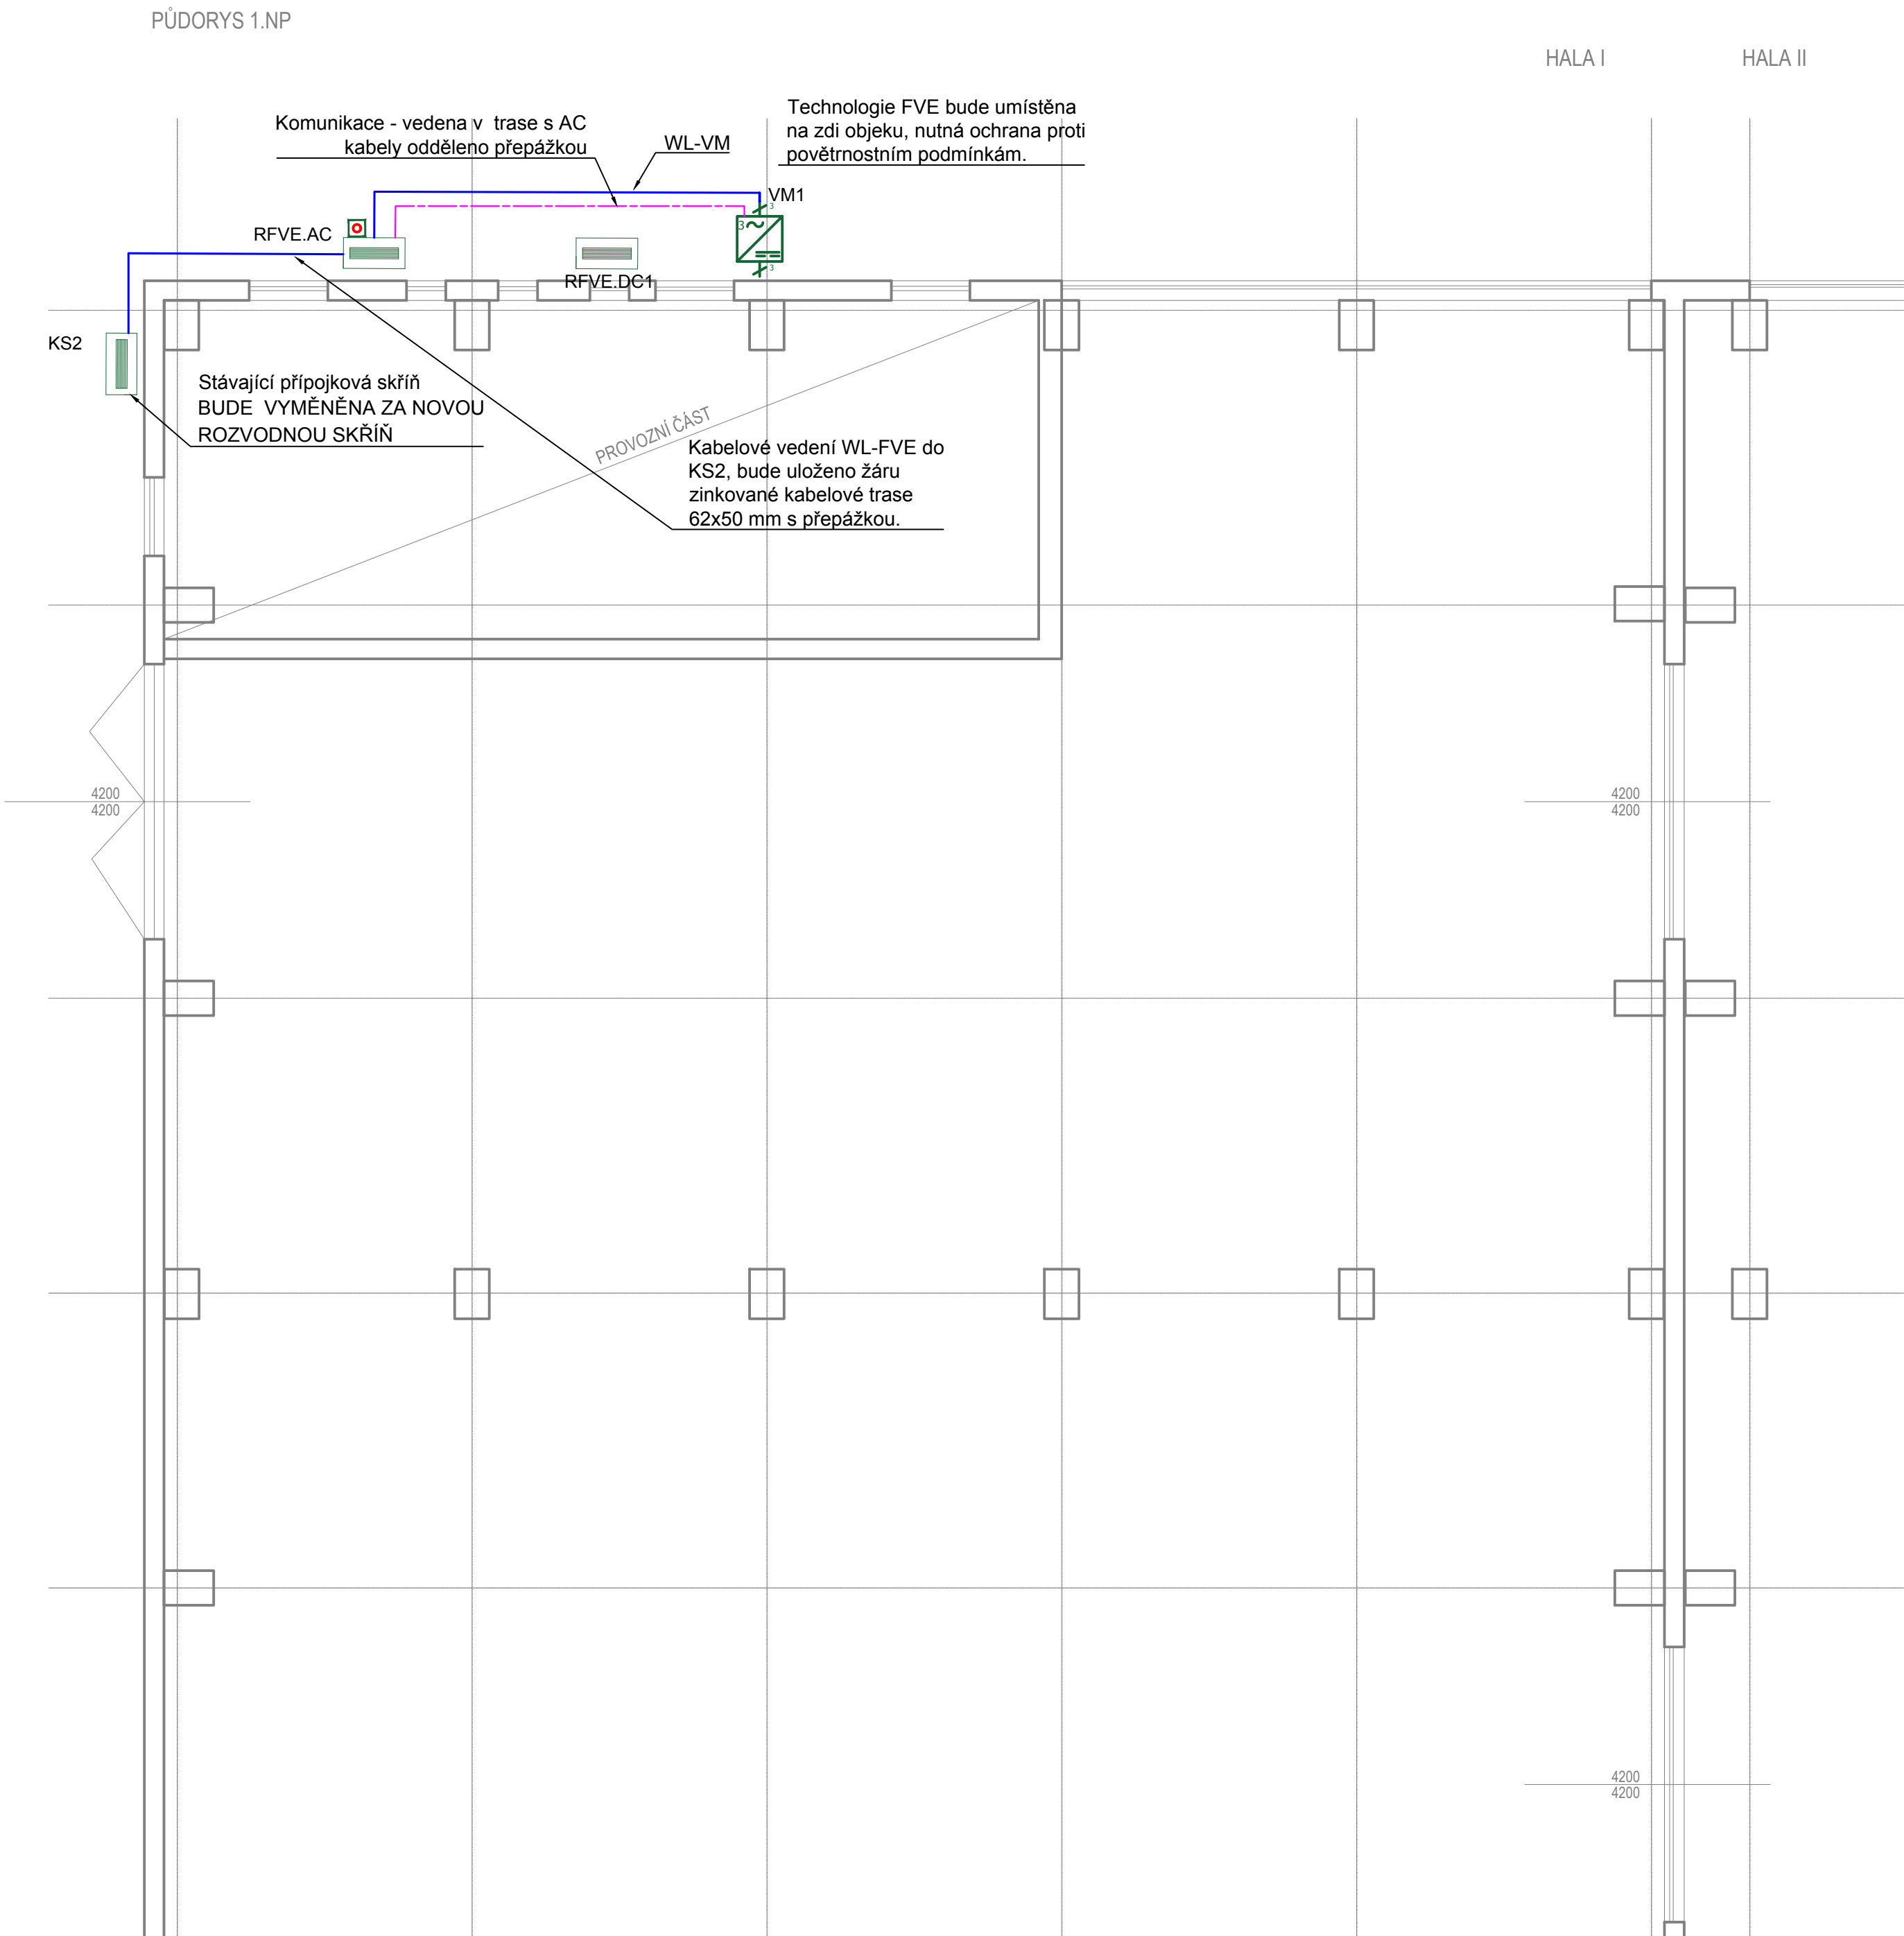 PŮDORYS 1.NP
HALA I
HALA II
Komunikace - vedena v  trase s AC
kabely odděleno přepážkou
WL-VM
Technologie FVE bude umístěna
na zdi objeku, nutná ochrana proti
povětrnostním podmínkám.
VM1
3
3
3
RFVE.AC
RFVE.DC1
KS2
Stávající přípojková skříň
BUDE  VYMĚNĚNA ZA NOVOU
ROZVODNOU SKŘÍŇ
PROVOZNÍ ČÁST
Kabelové vedení WL-FVE do
KS2, bude uloženo žáru
zinkované kabelové trase
62x50 mm s přepážkou.
4200
4200
4200
4200
4200
4200